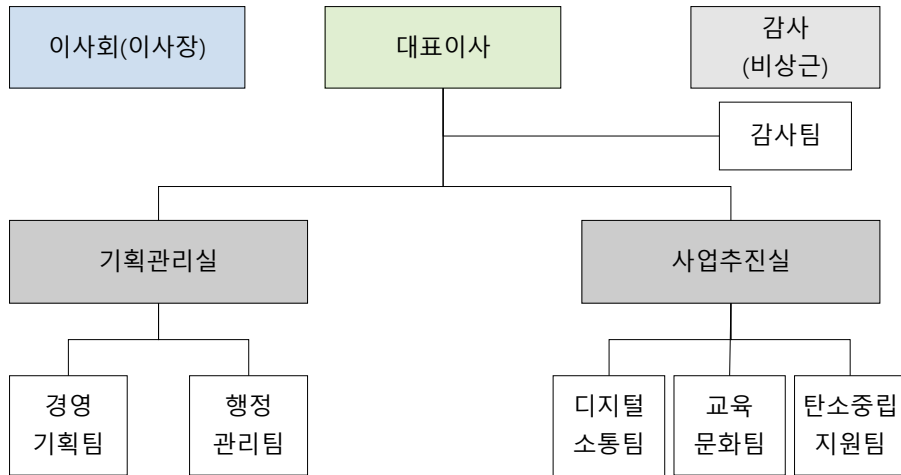 이사회(이사장)
대표이사
감사
(비상근)
감사팀
기획관리실
사업추진실
경영
기획팀
행정
관리팀
디지털
소통팀
교육
문화팀
탄소중립
지원팀